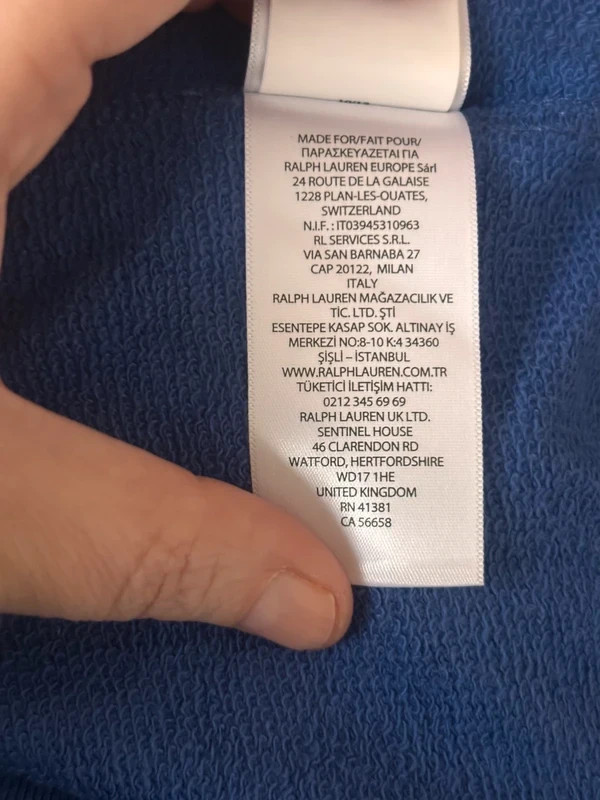 MADE FOR/FAIT POUR/
ΠΑΡΑΣΚΕΥΑΖΕΤΑΙ ΓΙΑ
RALPH LAUREN EUROPE Sárl
24 ROUTE DE LA GALAISE
1228 PLAN-LES-OUATES,
SWITZERLAND
N.I.F. : IT03945310963
RL SERVICES S.R.L.
VIA SAN BARNABA 27
CAP 20122, MILAN
ITALY
RALPH LAUREN MAĞAZACILIK VE
TİC. LTD. ŞTİ
ESENTEPE KASAP SOK. ALTINAY İŞ
MERKEZİ NO:8-10 K:4 34360
ŞİŞLİ – İSTANBUL
WWW.RALPHLAUREN.COM.TR
TÜKETİCİ İLETİŞİM HATTI:
0212 345 69 69
RALPH LAUREN UK LTD.
SENTINEL HOUSE
46 CLARENDON RD
WATFORD, HERTFORDSHIRE
WD17 1HE
UNITED KINGDOM
RN 41381
CA 56658